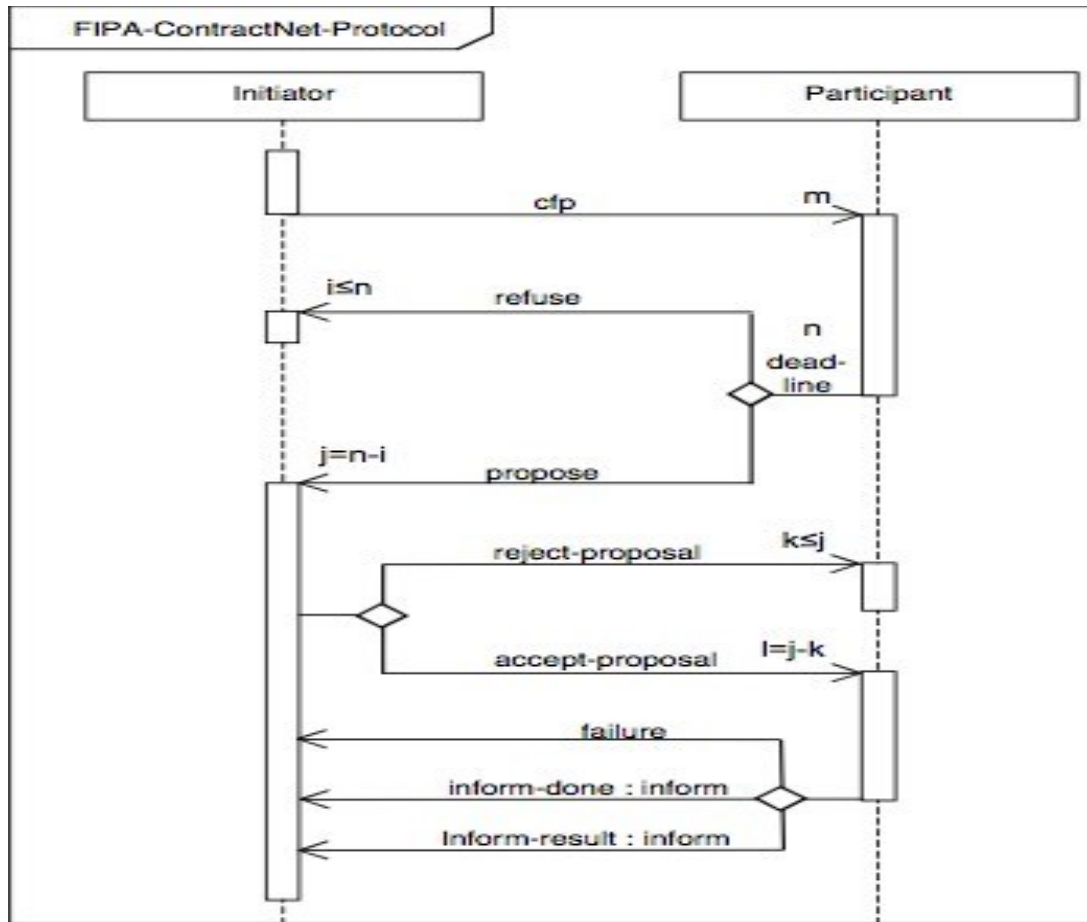 FIPA-ContractNet-Protocol
Initiator
Participant
cfp
m
i≤n
refuse
n
dead-
line
j=n-i
propose
reject-proposal
k≤j
accept-proposal
l=j-k
failure
inform-done : inform
Inform-result : inform